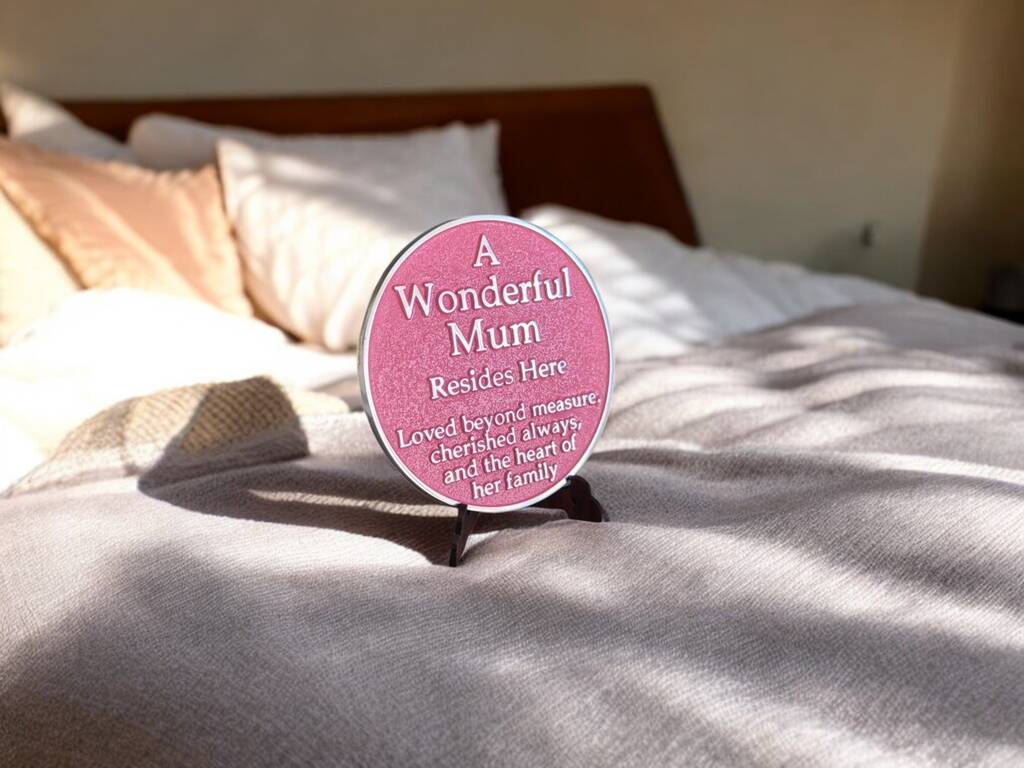 A
Wonderful
Mum
Resides Here
Loved beyond measure,
cherished always,
and the heart of
her family